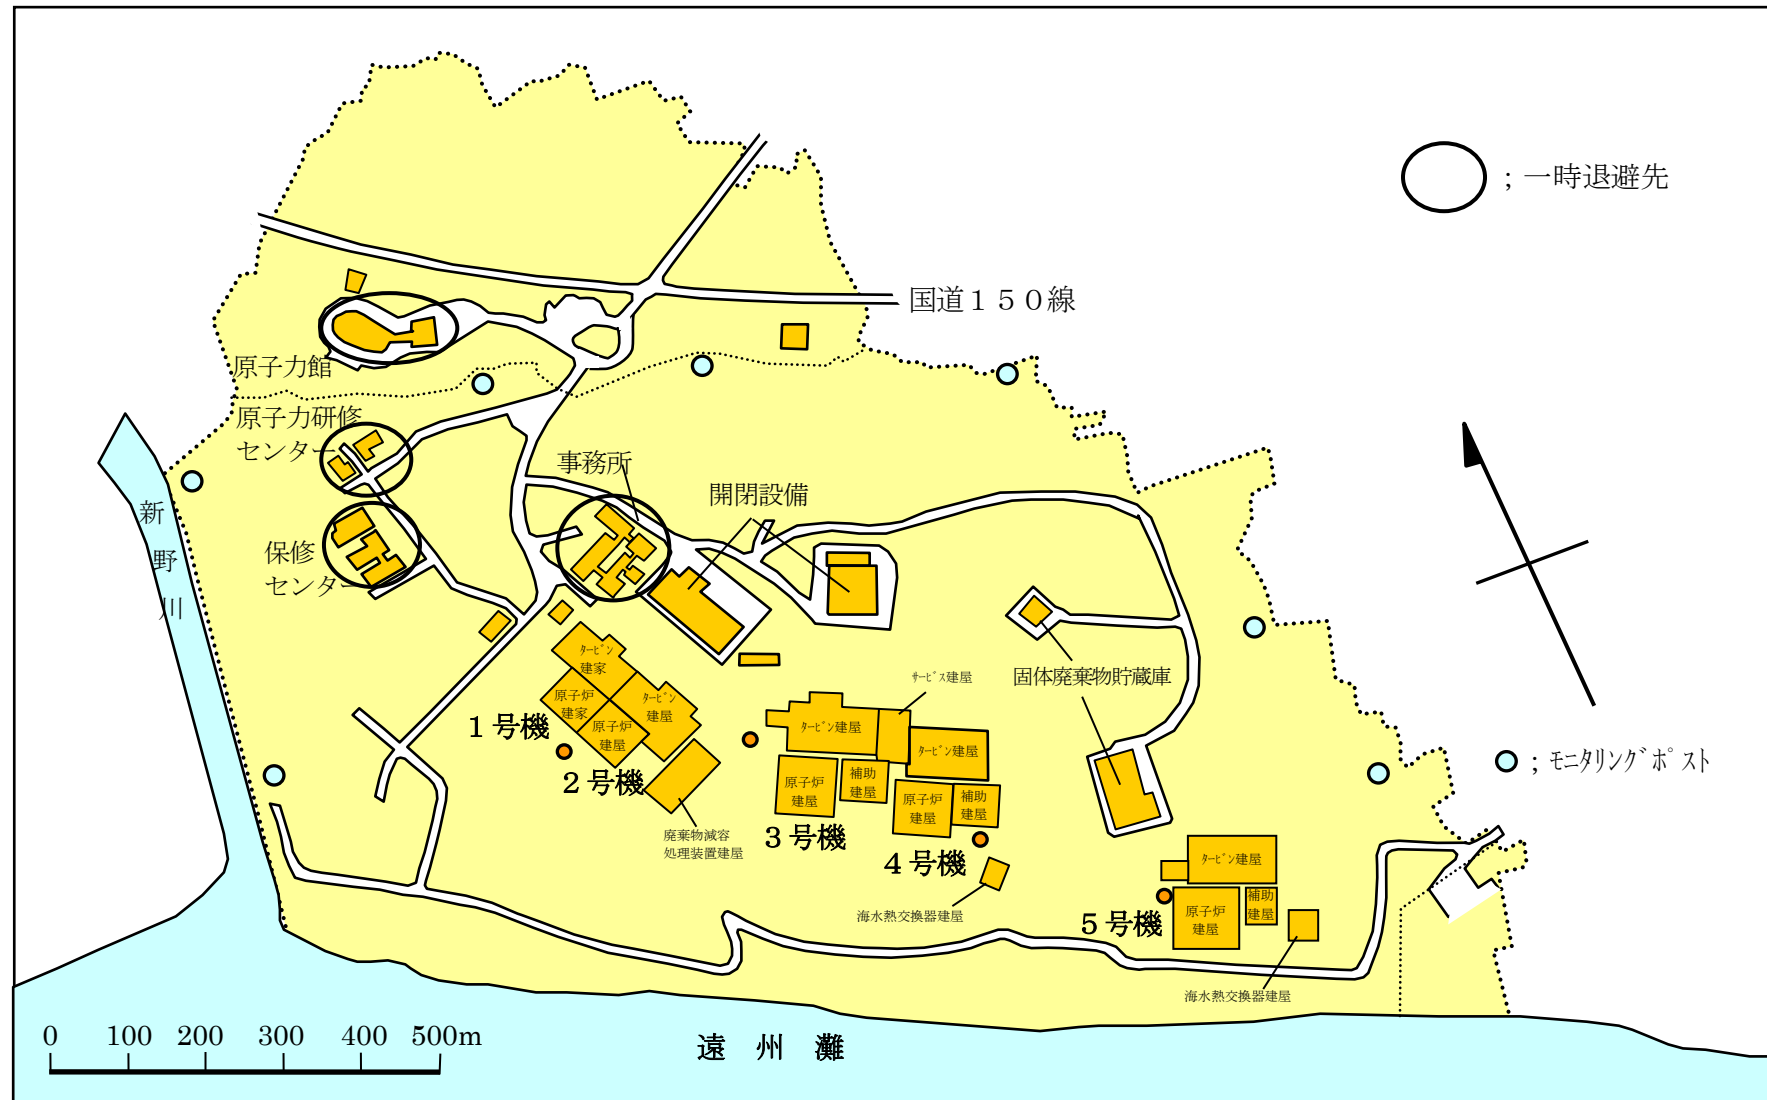 ；一時退避先
国道１５０線
原子力館
原子力研修
センター
事務所
開閉設備
新
野
川
保修
センター
ﾀｰﾋﾞﾝ
建家
原子炉
建家
ﾀｰﾋﾞﾝ
建屋
原子炉
建屋
１号機
２号機
廃棄物減容
処理装置建屋
ｻｰﾋﾞｽ建屋
ﾀｰﾋﾞﾝ建屋
ﾀｰﾋﾞﾝ建屋
原子炉
建屋
補助
建屋
原子炉
建屋
補助
建屋
３号機
４号機
海水熱交換器建屋
固体廃棄物貯蔵庫
；ﾓﾆﾀﾘﾝｸﾞﾎﾟｽﾄ
ﾀｰﾋﾞﾝ建屋
原子炉
建屋
補助
建屋
５号機
海水熱交換器建屋
0 100 200 300 400 500m
遠 州 灘